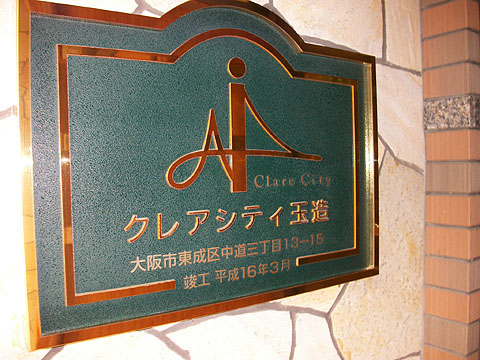 Clare City
クレアシティ玉造
大阪市東成区中道三丁目13-15
竣工 平成16年3月